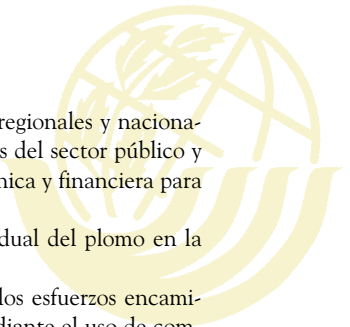 regionales y naciona-
s del sector público y
nica y financiera para
dual del plomo en la
los esfuerzos encami-
diante el uso de com-